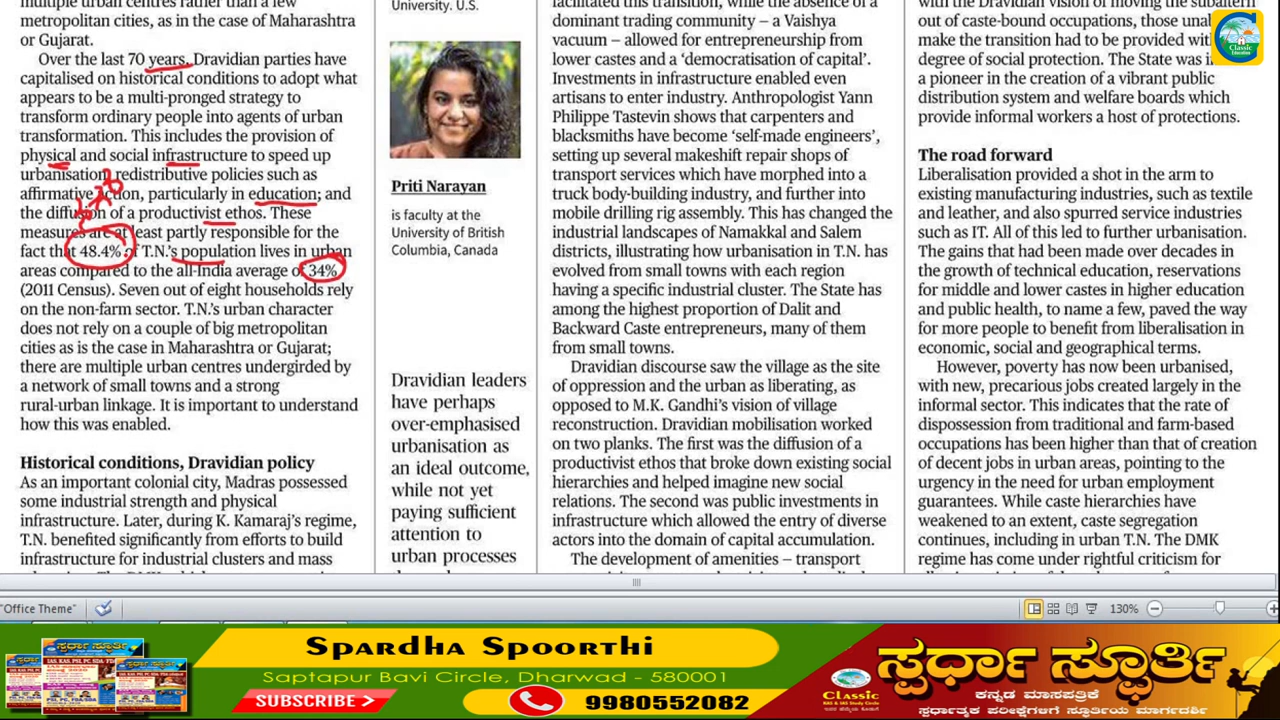 multiple urban centres rather than a few
metropolitan cities, as in the case of Maharashtra
or Gujarat.
Over the last 70 years, Dravidian parties have
capitalised on historical conditions to adopt what
appears to be a multi-pronged strategy to
transform ordinary people into agents of urban
transformation. This includes the provision of
physical and social infrastructure to speed up
urbanisation, redistributive policies such as
affirmative action, particularly in education; and
the diffusion of a productivist ethos. These
measures are at least partly responsible for the
fact that 48.4% of T.N.'s population lives in urban
areas compared to the all-India average of 34%
(2011 Census). Seven out of eight households rely
on the non-farm sector. T.N.'s urban character
does not rely on a couple of big metropolitan
cities as is the case in Maharashtra or Gujarat;
there are multiple urban centres undergirded by
a network of small towns and a strong
rural-urban linkage. It is important to understand
how this was enabled.
Historical conditions, Dravidian policy
As an important colonial city, Madras possessed
some industrial strength and physical
infrastructure. Later, during K. Kamaraj's regime,
T.N. benefited significantly from efforts to build
infrastructure for industrial clusters and mass
University. U.S.
Priti Narayan
is faculty at the
University of British
Columbia, Canada
Dravidian leaders
have perhaps
over-emphasised
urbanisation as
an ideal outcome,
while not yet
paying sufficient
attention to
urban processes
facilitated this transition, while the absence of a
dominant trading community – a Vaishya
vacuum – allowed for entrepreneurship from
lower castes and a 'democratisation of capital'.
Investments in infrastructure enabled even
artisans to enter industry. Anthropologist Yann
Philippe Tastevin shows that carpenters and
blacksmiths have become 'self-made engineers',
setting up several makeshift repair shops of
transport services which have morphed into a
truck body-building industry, and further into
mobile drilling rig assembly. This has changed the
industrial landscapes of Namakkal and Salem
districts, illustrating how urbanisation in T.N. has
evolved from small towns with each region
having a specific industrial cluster. The State has
among the highest proportion of Dalit and
Backward Caste entrepreneurs, many of them
from small towns.
Dravidian discourse saw the village as the site
of oppression and the urban as liberating, as
opposed to M.K. Gandhi's vision of village
reconstruction. Dravidian mobilisation worked
on two planks. The first was the diffusion of a
productivist ethos that broke down existing social
hierarchies and helped imagine new social
relations. The second was public investments in
infrastructure which allowed the entry of diverse
actors into the domain of capital accumulation.
The development of amenities – transport
with the Dravidian vision of moving the subaltern
out of caste-bound occupations, those
make the transition had to be provided
degree of social protection. The State was
a pioneer in the creation of a vibrant public
distribution system and welfare boards which
provide informal workers a host of protections.
The road forward
Liberalisation provided a shot in the arm to
existing manufacturing industries, such as textile
and leather, and also spurred service industries
such as IT. All of this led to further urbanisation.
The gains that had been made over decades in
the growth of technical education, reservations
for middle and lower castes in higher education
and public health, to name a few, paved the way
for more people to benefit from liberalisation in
economic, social and geographical terms.
However, poverty has now been urbanised,
with new, precarious jobs created largely in the
informal sector. This indicates that the rate of
dispossession from traditional and farm-based
occupations has been higher than that of creation
of decent jobs in urban areas, pointing to the
urgency in the need for urban employment
guarantees. While caste hierarchies have
weakened to an extent, caste segregation
continues, including in urban T.N. The DMK
regime has come under rightful criticism for
Classic
Education
"Office Theme"
130%
Spardha Spoorthi
Saptapur Bavi Circle, Dharwad - 580001
SUBSCRIBE
9980552082
ಸ್ಪರ್ಧಾ ಸ್ಫೂರ್ತಿ
ಕನ್ನಡ ಮಾಸಪತ್ರಿಕೆ
ಸ್ಪರ್ಧಾತ್ಮಕ ಪರೀಕ್ಷೆಗಳಿಗೆ ಸ್ಫೂರ್ತಿಯ ಮಾರ್ಗದರ್ಶಿ
Classic
KAS & IAS Study Circle